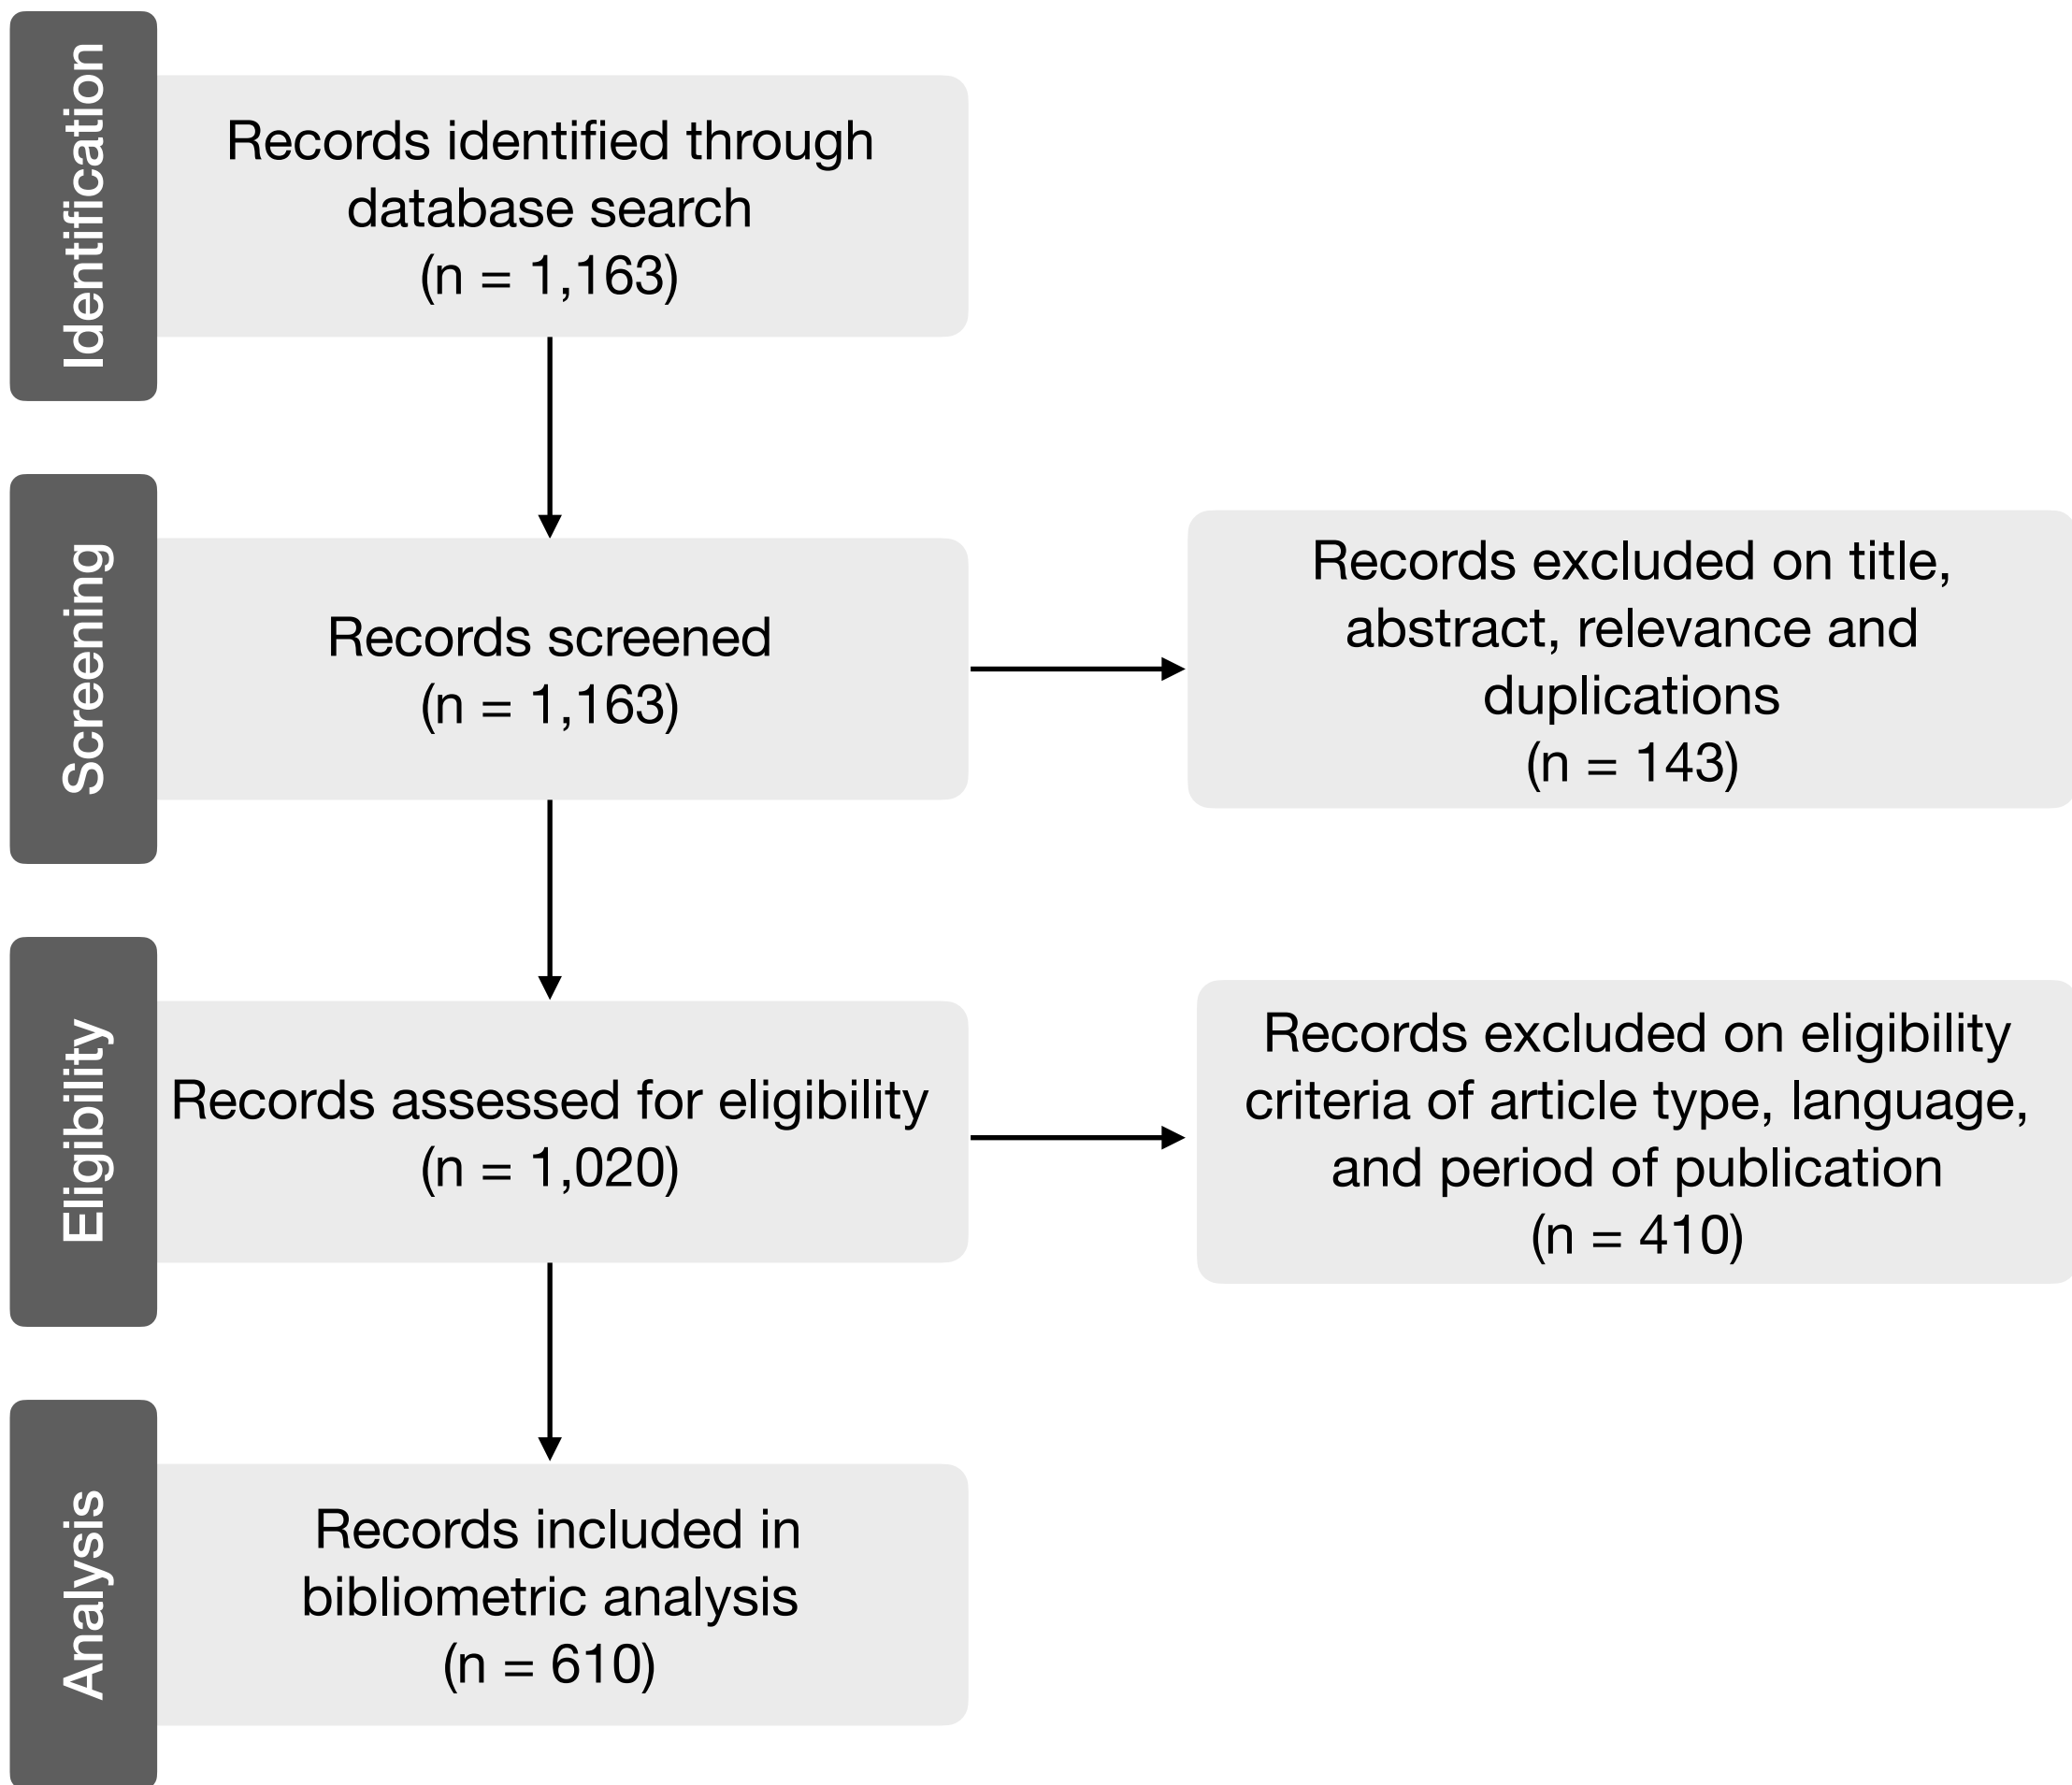 Identification
Records identified through
database search
(n = 1,163)
Screening
Records screened
(n = 1,163)
Records excluded on title,
abstract, relevance and
duplications
(n = 143)
Eligibility
Records assessed for eligibility
(n = 1,020)
Records excluded on eligibility
criteria of article type, language,
and period of publication
(n = 410)
Analysis
Records included in
bibliometric analysis
(n = 610)